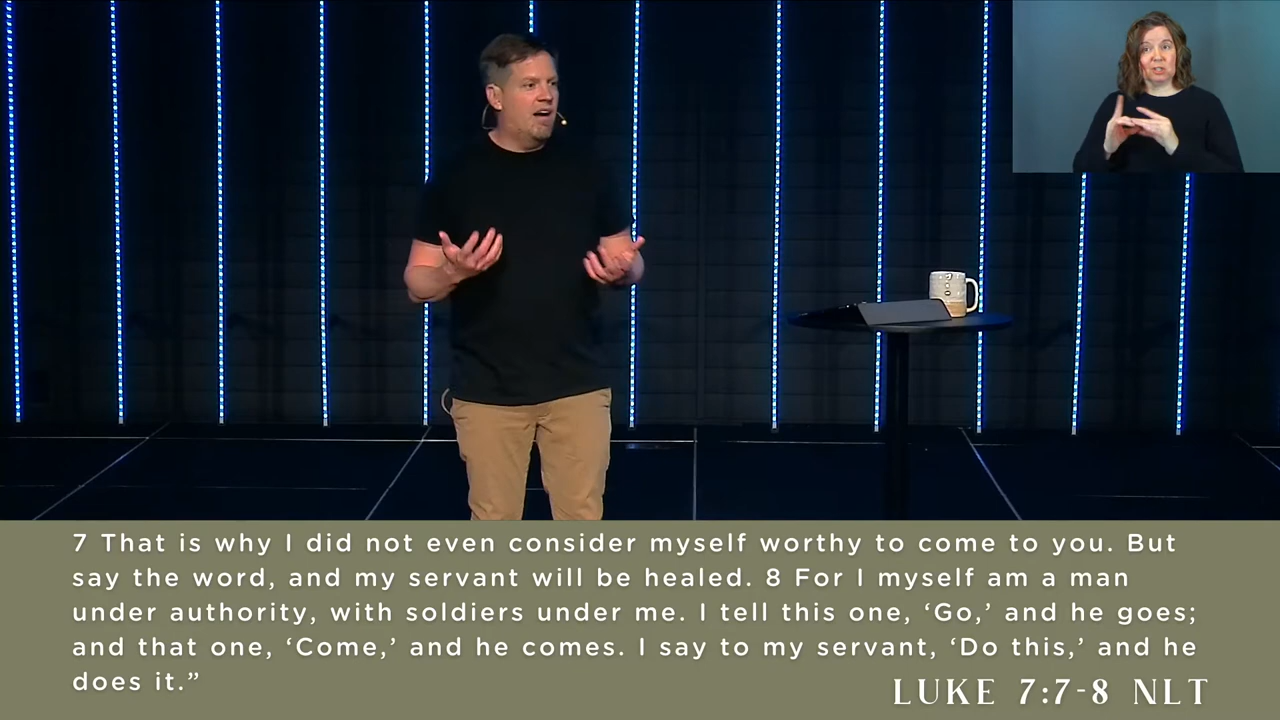 7 That is why I did not even consider myself worthy to come to you. But
say the word, and my servant will be healed. 8 For I myself am a man
under authority, with soldiers under me. I tell this one, ‘Go,’ and he goes;
and that one, ‘Come,’ and he comes. I say to my servant, ‘Do this,’ and he
does it.”
LUKE 7:7-8 NLT